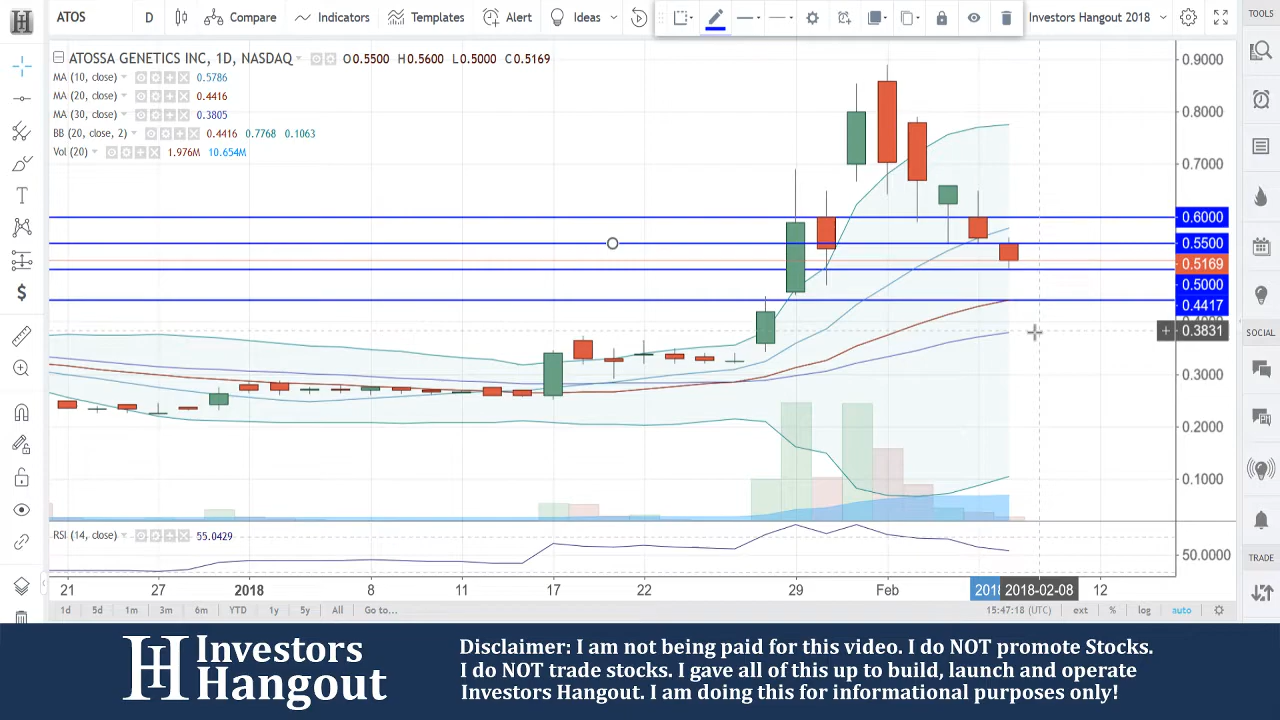 ATOS D Compare Indicators Templates Alert Ideas Investors Hangout 2018 TOOLS
ATOSSA GENETICS INC, 1D, NASDAQ O0.5500 H0.5600 L0.5000 C0.5169
MA (10, close) 0.5786
MA (20, close) 0.4416
MA (30, close) 0.3805
BB (20, close, 2) 0.4416 0.7768 0.1063
Vol (20) 1.976M 10.654M
0.9000
0.8000
0.7000
0.6000
0.5500
0.5169
0.5000
0.4417
0.3831
SOCIAL
0.3000
0.2000
0.1000
RSI (14, close) 55.0429
50.0000
TRADE
21 27 2018 8 11 17 22 29 Feb 2018-02-08 12
1d 5d 1m 3m 6m YTD 1y 5y All Go to... 15:47:18 (UTC) ext % log auto
IH Investors
Hangout
Disclaimer: I am not being paid for this video. I do NOT promote Stocks.
I do NOT trade stocks. I gave all of this up to build, launch and operate
Investors Hangout. I am doing this for informational purposes only!